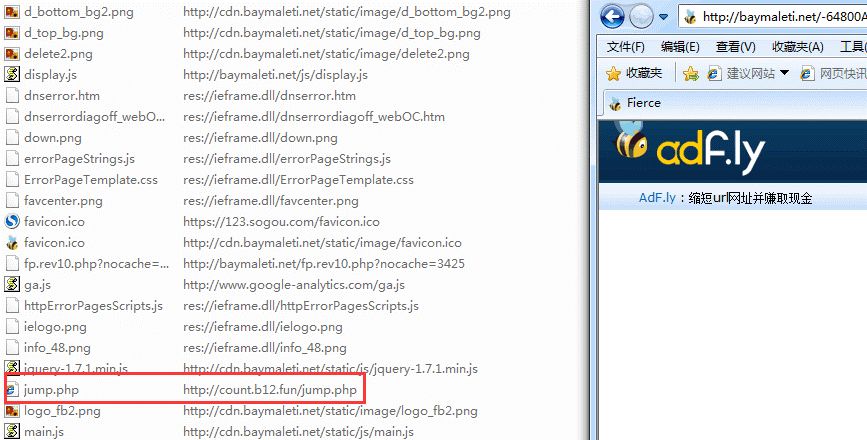 d_bottom_bg2.png http://cdn.baymaleti.net/static/image/d_bottom_bg2.png
d_top_bg.png http://cdn.baymaleti.net/static/image/d_top_bg.png
delete2.png http://cdn.baymaleti.net/static/image/delete2.png
display.js http://baymaleti.net/js/display.js
dnserror.htm res://ieframe.dll/dnserror.htm
dnserrordiagoff_webO... res://ieframe.dll/dnserrordiagoff_webOC.htm
down.png res://ieframe.dll/down.png
errorPageStrings.js res://ieframe.dll/errorPageStrings.js
ErrorPageTemplate.css res://ieframe.dll/ErrorPageTemplate.css
favcenter.png res://ieframe.dll/favcenter.png
favicon.ico https://123.sogou.com/favicon.ico
favicon.ico http://cdn.baymaleti.net/static/image/favicon.ico
fp.rev10.php?nocache=... http://baymaleti.net/fp.rev10.php?nocache=3425
ga.js http://www.google-analytics.com/ga.js
httpErrorPagesScripts.js res://ieframe.dll/httpErrorPagesScripts.js
ielogo.png res://ieframe.dll/ielogo.png
info_48.png res://ieframe.dll/info_48.png
jquery-1.7.1.min.js http://cdn.baymaleti.net/static/js/jquery-1.7.1.min.js
jump.php http://count.b12.fun/jump.php
logo_fb2.png http://cdn.baymaleti.net/static/image/logo_fb2.png
main.js http://cdn.baymaleti.net/static/js/main.js
http://baymaleti.net/-64800A
文件(F) 编辑(E) 查看(V) 收藏夹(A) 工具(
收藏夹 建议网站 网页快讯
Fierce
adf.ly
AdF.ly：缩短url网址并赚取现金